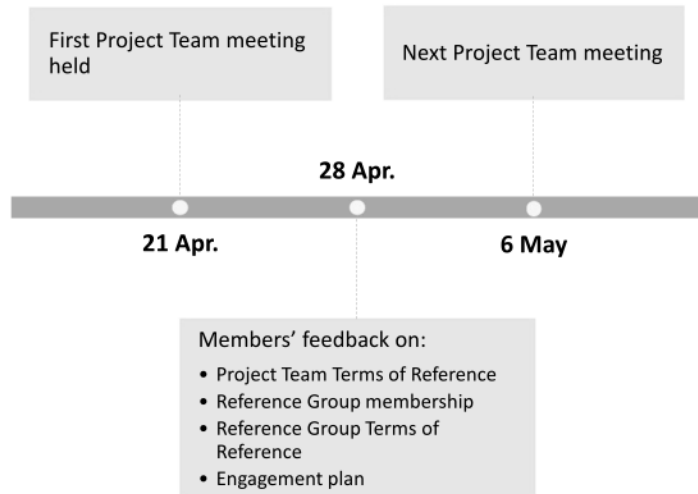 First Project Team meeting
held
Next Project Team meeting
28 Apr.
21 Apr.
6 May
Members’ feedback on:
• Project Team Terms of Reference
• Reference Group membership
• Reference Group Terms of
Reference
• Engagement plan